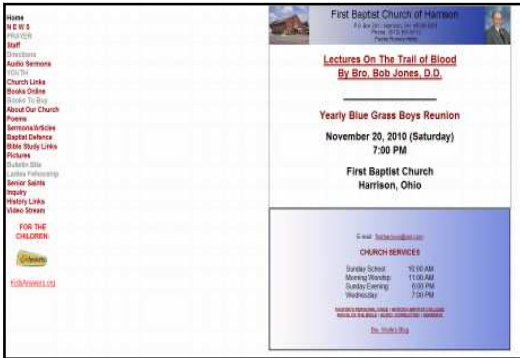 Home
NEWS
PRAYER
Staff
Directions
Audio Sermons
YOUTH
Church Links
Books Online
Books To Buy
About Our Church
Poems
Sermons/Articles
Baptist Defence
Bible Study Links
Pictures
Bulletin Bits
Ladies Fellowship
Senior Saints
Inquiry
History Links
Video Stream
FOR THE
CHILDREN:
KidsAnswers.org
First Baptist Church of Harrison
Lectures On The Trail of Blood
By Bro. Bob Jones, D.D.
Yearly Blue Grass Boys Reunion
November 20, 2010 (Saturday)
7:00 PM
First Baptist Church
Harrison, Ohio
E-mail:
CHURCH SERVICES
Sunday School: 10:00 AM
Morning Worship: 11:00 AM
Sunday Evening: 6:00 PM
Wednesday: 7:00 PM